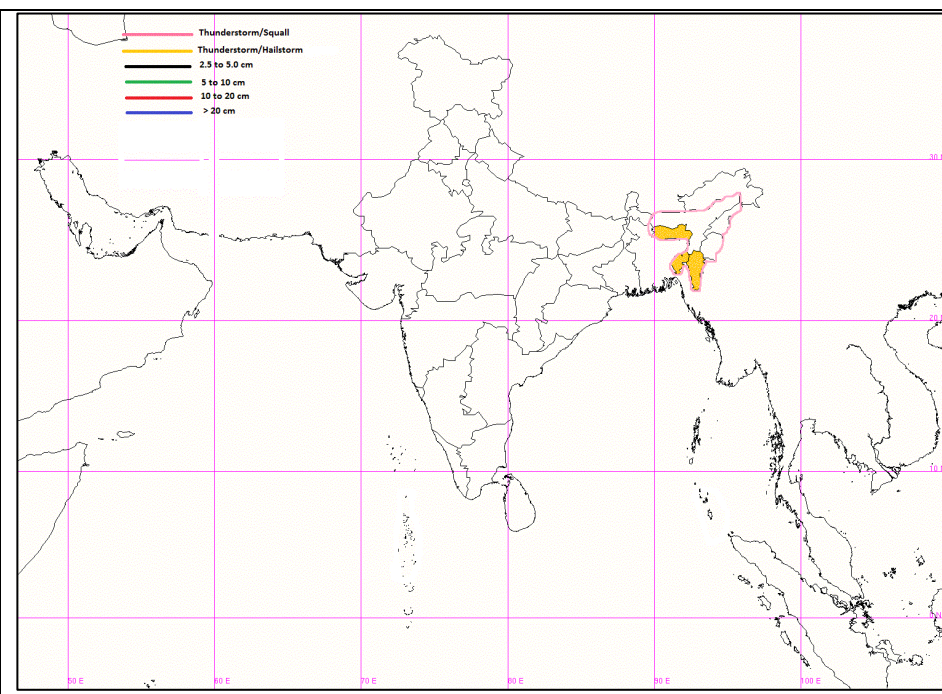 Thunderstorm/Squall
Thunderstorm/Hailstorm
2.5 to 5.0 cm
5 to 10 cm
10 to 20 cm
> 20 cm
30
20
10
50 E
60 E
70 E
80 E
90 E
100 E